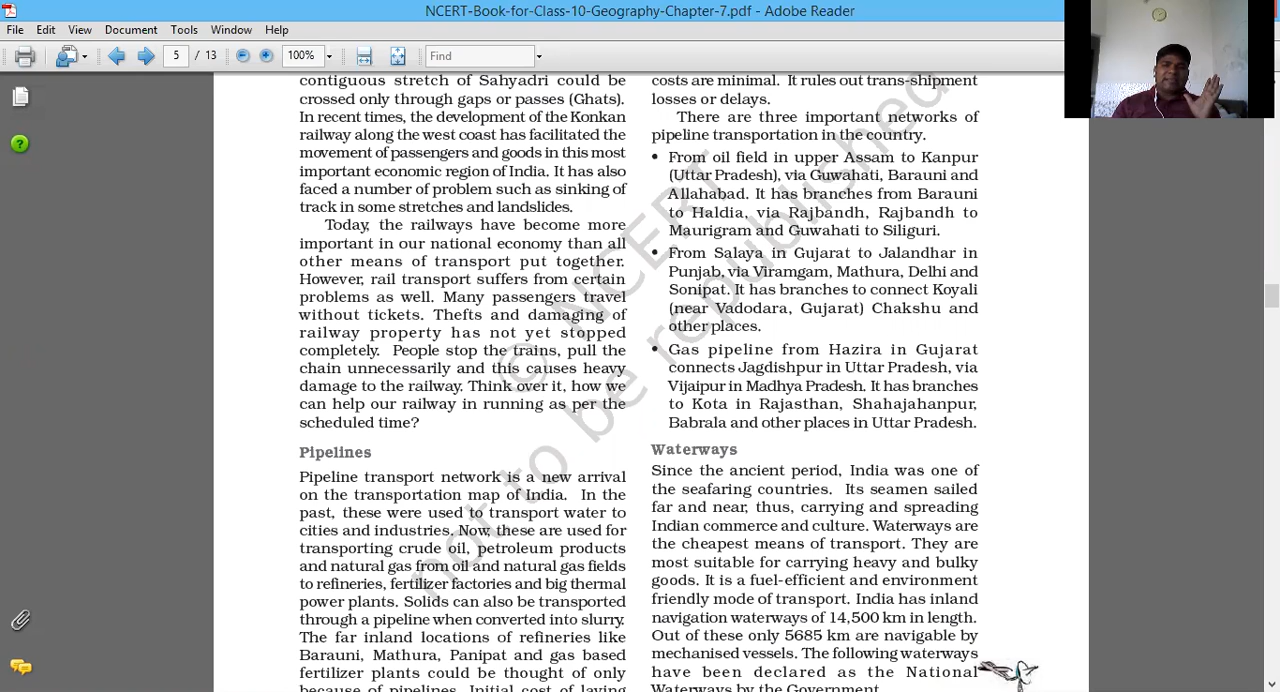 NCERT-Book-for-Class-10-Geography-Chapter-7.pdf - Adobe Reader
File Edit View Document Tools Window Help
5 / 13 100% Find
contiguous stretch of Sahyadri could be
crossed only through gaps or passes (Ghats).
In recent times, the development of the Konkan
railway along the west coast has facilitated the
movement of passengers and goods in this most
important economic region of India. It has also
faced a number of problem such as sinking of
track in some stretches and landslides.
Today, the railways have become more
important in our national economy than all
other means of transport put together.
However, rail transport suffers from certain
problems as well. Many passengers travel
without tickets. Thefts and damaging of
railway property has not yet stopped
completely. People stop the trains, pull the
chain unnecessarily and this causes heavy
damage to the railway. Think over it, how we
can help our railway in running as per the
scheduled time?
Pipelines
Pipeline transport network is a new arrival
on the transportation map of India. In the
past, these were used to transport water to
cities and industries. Now, these are used for
transporting crude oil, petroleum products
and natural gas from oil and natural gas fields
to refineries, fertilizer factories and big thermal
power plants. Solids can also be transported
through a pipeline when converted into slurry.
The far inland locations of refineries like
Barauni, Mathura, Panipat and gas based
fertilizer plants could be thought of only
because of pipelines. Initial cost of laying
costs are minimal. It rules out trans-shipment
losses or delays.
There are three important networks of
pipeline transportation in the country.
• From oil field in upper Assam to Kanpur
(Uttar Pradesh), via Guwahati, Barauni and
Allahabad. It has branches from Barauni
to Haldia, via Rajbandh, Rajbandh to
Maurigram and Guwahati to Siliguri.
• From Salaya in Gujarat to Jalandhar in
Punjab, via Viramgam, Mathura, Delhi and
Sonipat. It has branches to connect Koyali
(near Vadodara, Gujarat) Chakshu and
other places.
• Gas pipeline from Hazira in Gujarat
connects Jagdishpur in Uttar Pradesh, via
Vijaipur in Madhya Pradesh. It has branches
to Kota in Rajasthan, Shahajahanpur,
Babrala and other places in Uttar Pradesh.
Waterways
Since the ancient period, India was one of
the seafaring countries. Its seamen sailed
far and near, thus, carrying and spreading
Indian commerce and culture. Waterways are
the cheapest means of transport. They are
most suitable for carrying heavy and bulky
goods. It is a fuel-efficient and environment
friendly mode of transport. India has inland
navigation waterways of 14,500 km in length.
Out of these only 5685 km are navigable by
mechanised vessels. The following waterways
have been declared as the National
Waterways by the Government.
© NCERT
not to be republished